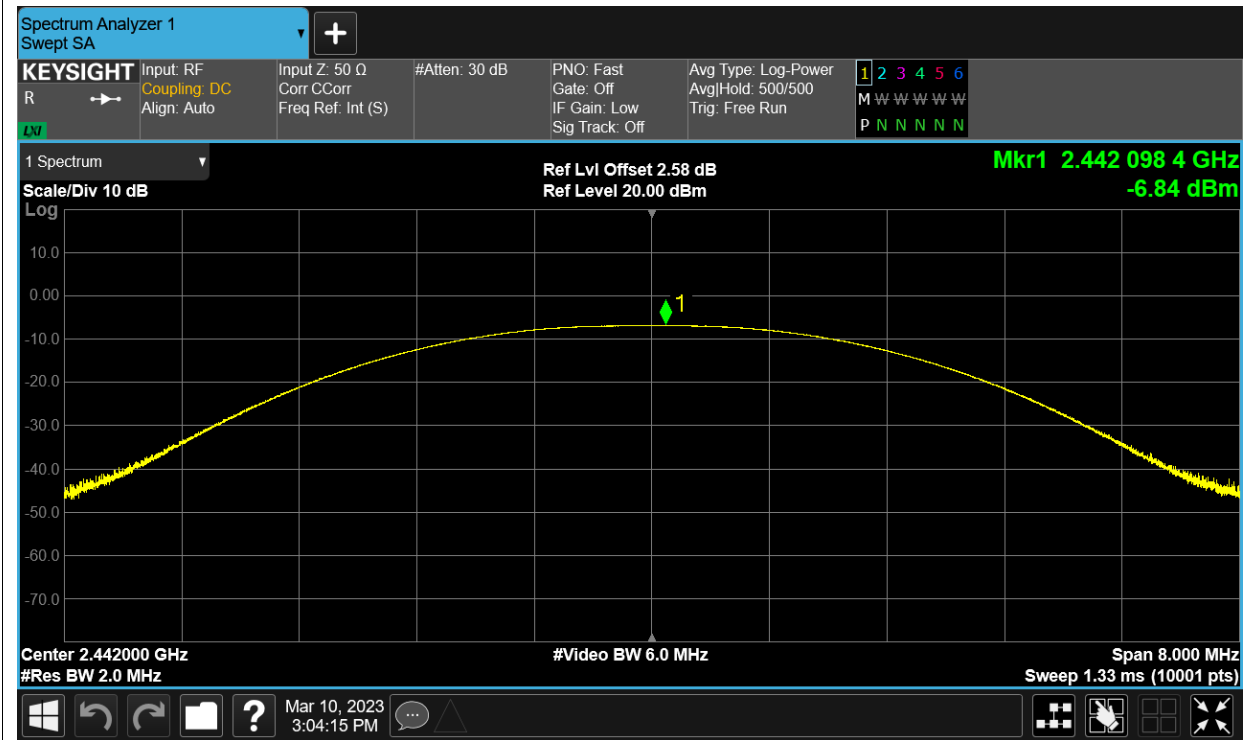 Spectrum Analyzer 1
Swept SA
KEYSIGHT
R
LXI
Input: RF
Coupling: DC
Align: Auto
Input Z: 50 Ω
Corr CCorr
Freq Ref: Int (S)
#Atten: 30 dB
PNO: Fast
Gate: Off
IF Gain: Low
Sig Track: Off
Avg Type: Log-Power
Avg|Hold: 500/500
Trig: Free Run
1 2 3 4 5 6
M W W W W W
P N N N N N
1 Spectrum
Scale/Div 10 dB
Ref Lvl Offset 2.58 dB
Ref Level 20.00 dBm
Mkr1 2.442 098 4 GHz
-6.84 dBm
Log
10.0
0.00
-10.0
-20.0
-30.0
-40.0
-50.0
-60.0
-70.0
1
Center 2.442000 GHz
#Res BW 2.0 MHz
#Video BW 6.0 MHz
Span 8.000 MHz
Sweep 1.33 ms (10001 pts)
?
Mar 10, 2023
3:04:15 PM